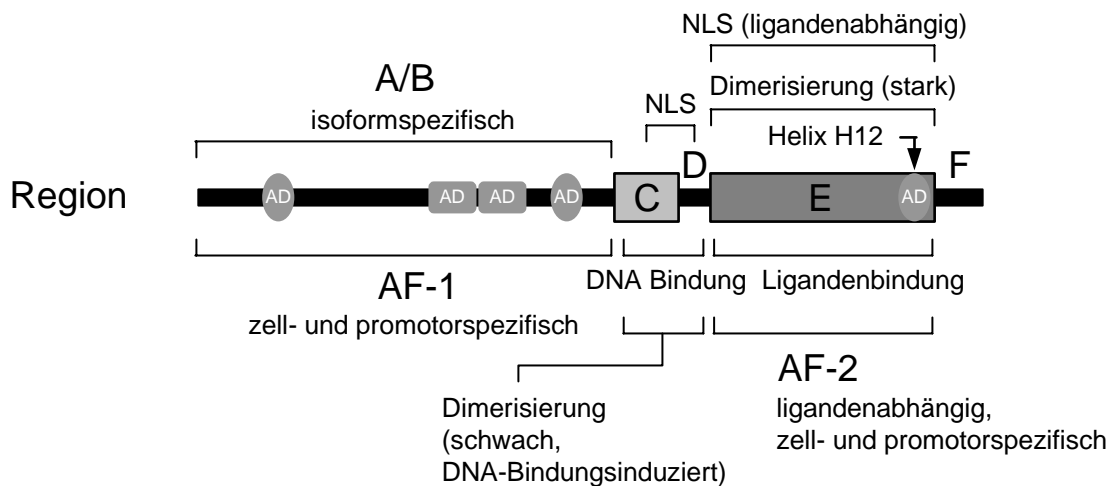 NLS (ligandenabhängig)
A/B
isoformspezifisch
Dimerisierung (stark)
NLS
Helix H12
D
F
Region
AD
AD
AD
AD
C
E
AD
AF-1
zell- und promotorspezifisch
DNA Bindung
Ligandenbindung
Dimerisierung
(schwach,
DNA-Bindungsinduziert)
AF-2
ligandenabhängig,
zell- und promotorspezifisch